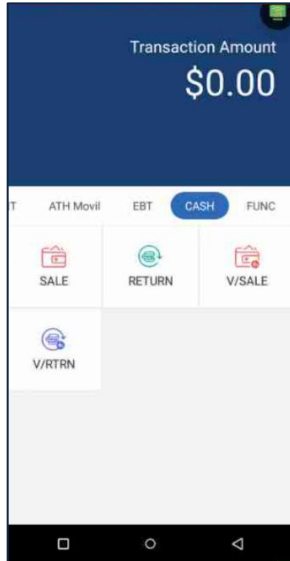 Transaction Amount
$0.00
T ATH Movil EBT CASH FUNC
SALE RETURN V/SALE
V/RTRN